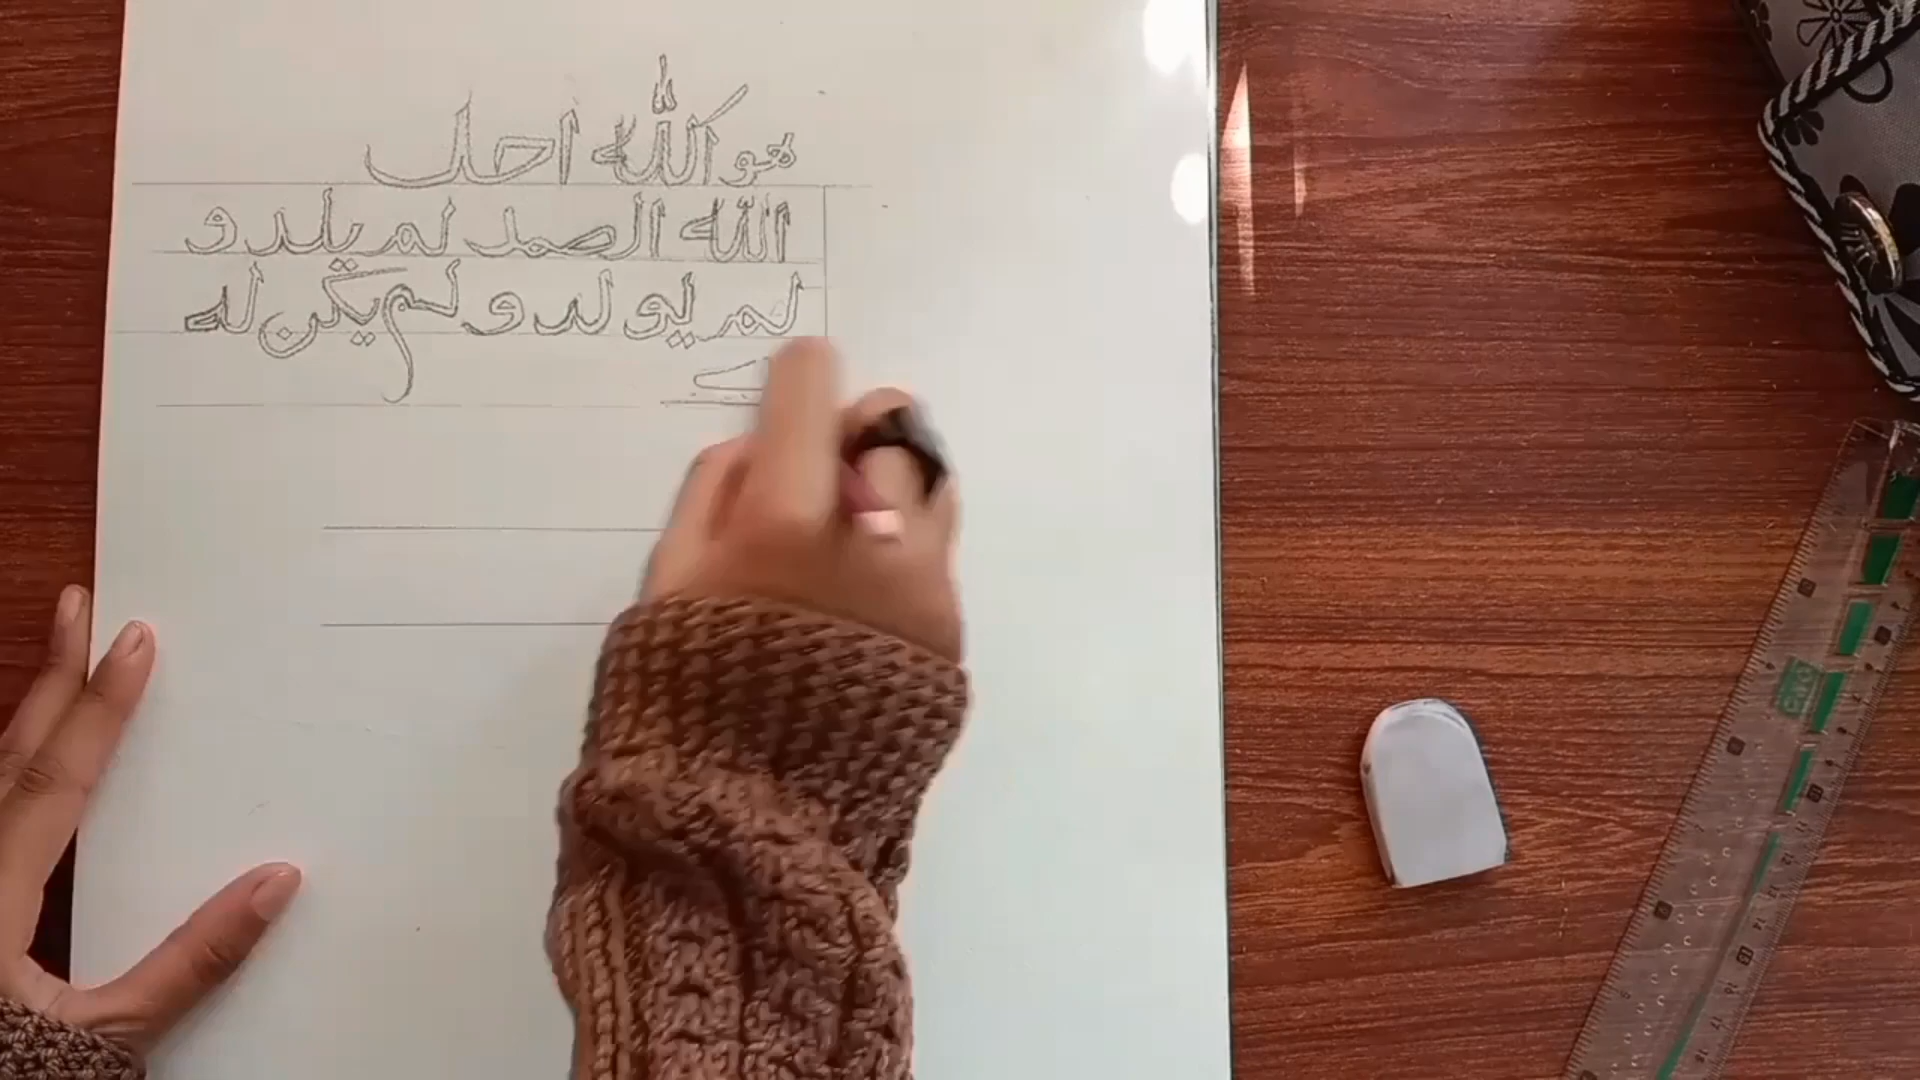 هو الله احد
الله الصمد لم يلد و
لم يولد و لم يكن له